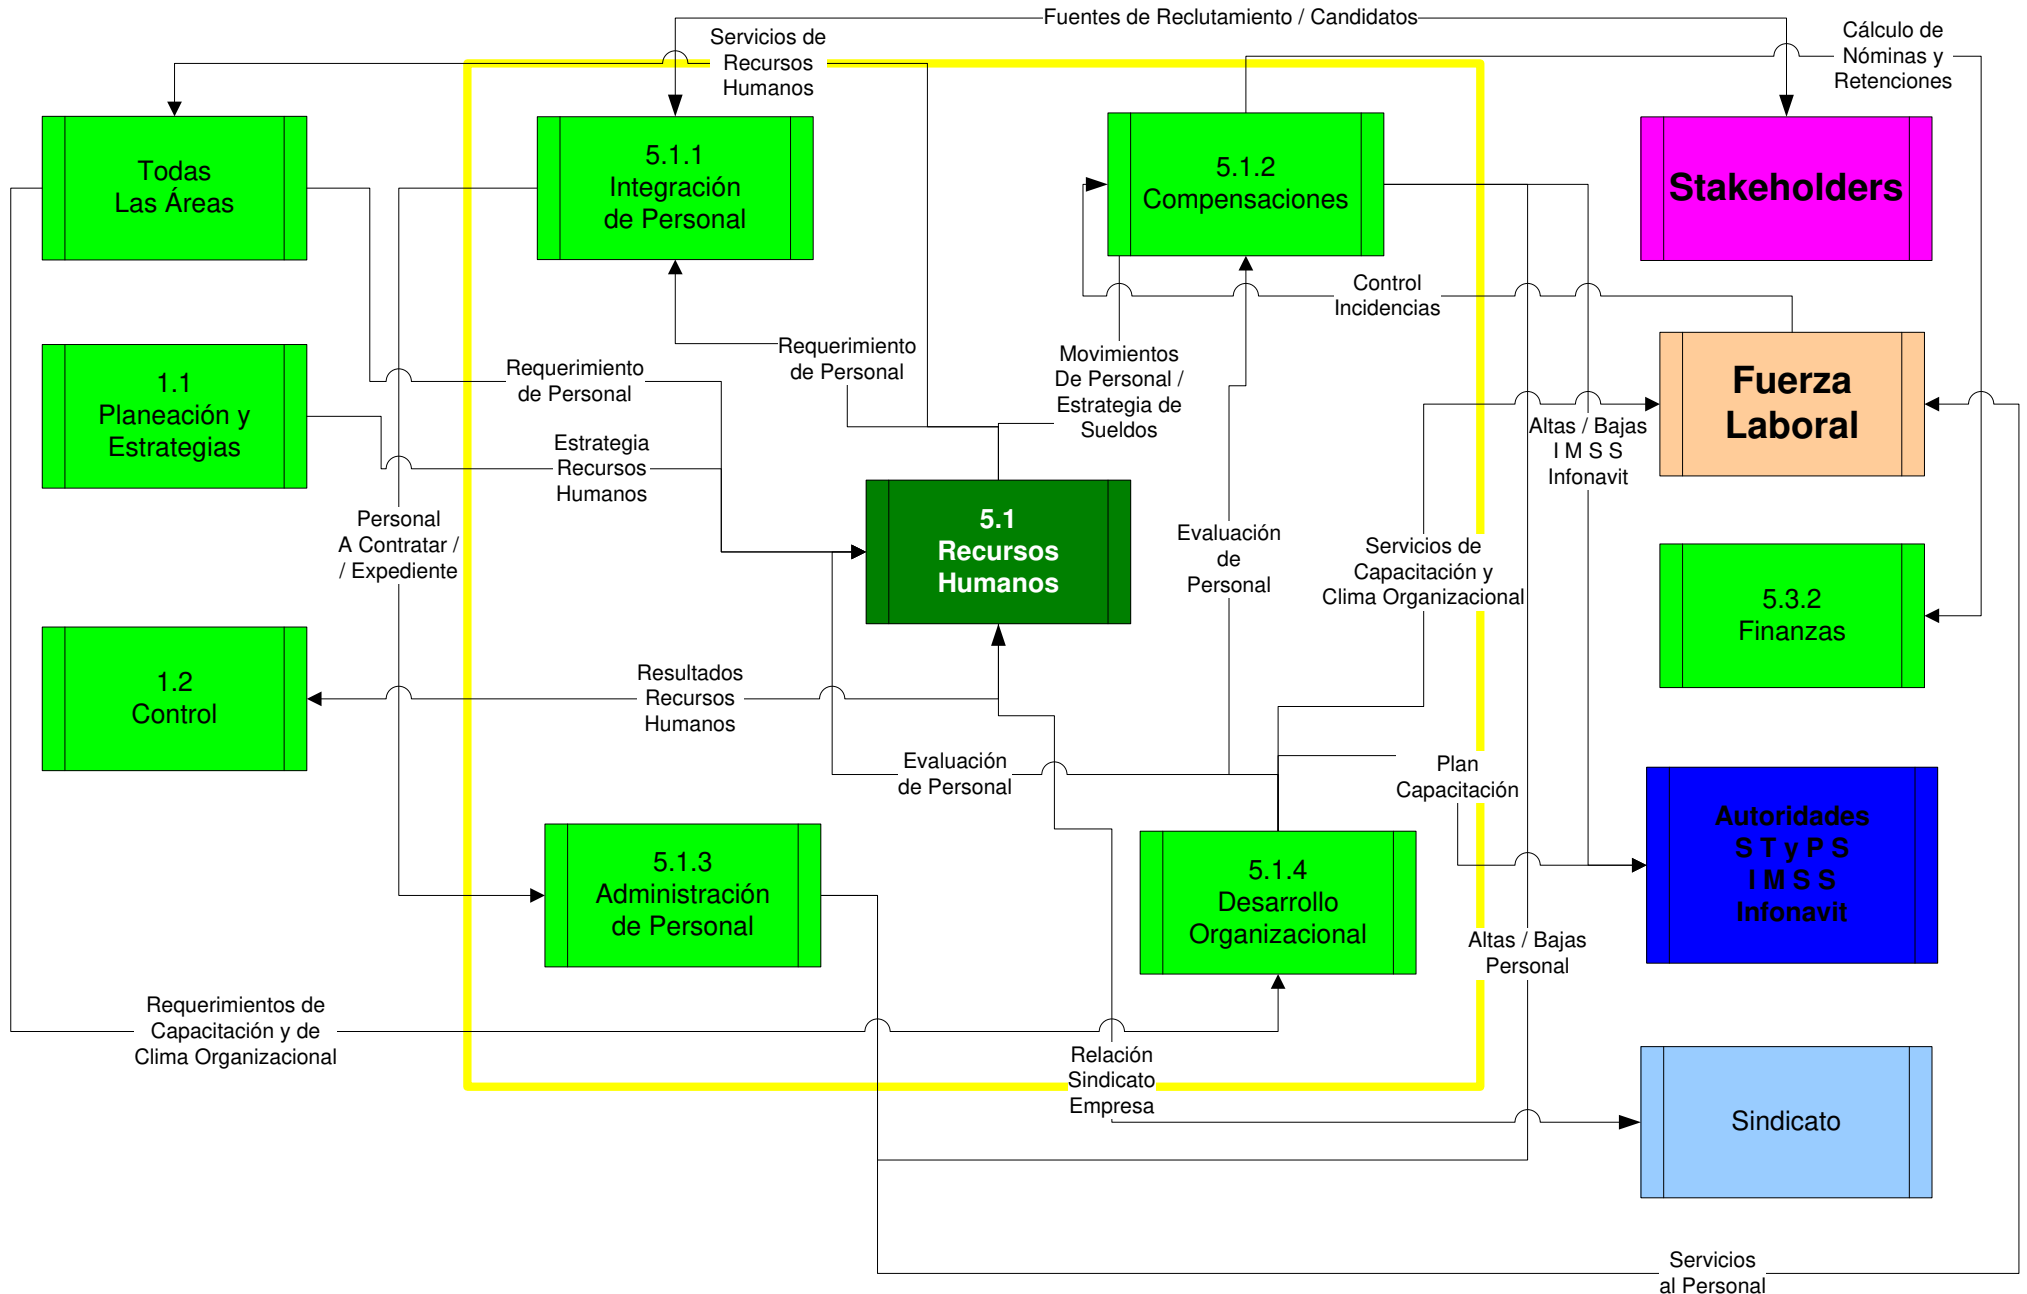 Fuentes de Reclutamiento / Candidatos
Servicios de
Recursos
Humanos
Cálculo de
Nóminas y
Retenciones
Todas
Las Áreas
5.1.1
Integración
de Personal
5.1.2
Compensaciones
Stakeholders
Control
Incidencias
Requerimiento
de Personal
Movimientos
De Personal /
Estrategia de
Sueldos
1.1
Planeación y
Estrategias
Requerimiento
de Personal
Fuerza
Laboral
Altas / Bajas
I M S S
Infonavit
Estrategia
Recursos
Humanos
Personal
A Contratar /
/ Expediente
5.1
Recursos
Humanos
Evaluación
de
Personal
Servicios de
Capacitación y
Clima Organizacional
5.3.2
Finanzas
1.2
Control
Resultados
Recursos
Humanos
Evaluación
de Personal
Plan
Capacitación
Autoridades
S T y P S
I M S S
Infonavit
5.1.3
Administración
de Personal
5.1.4
Desarrollo
Organizacional
Altas / Bajas
Personal
Requerimientos de
Capacitación y de
Clima Organizacional
Relación
Sindicato
Empresa
Sindicato
Servicios
al Personal